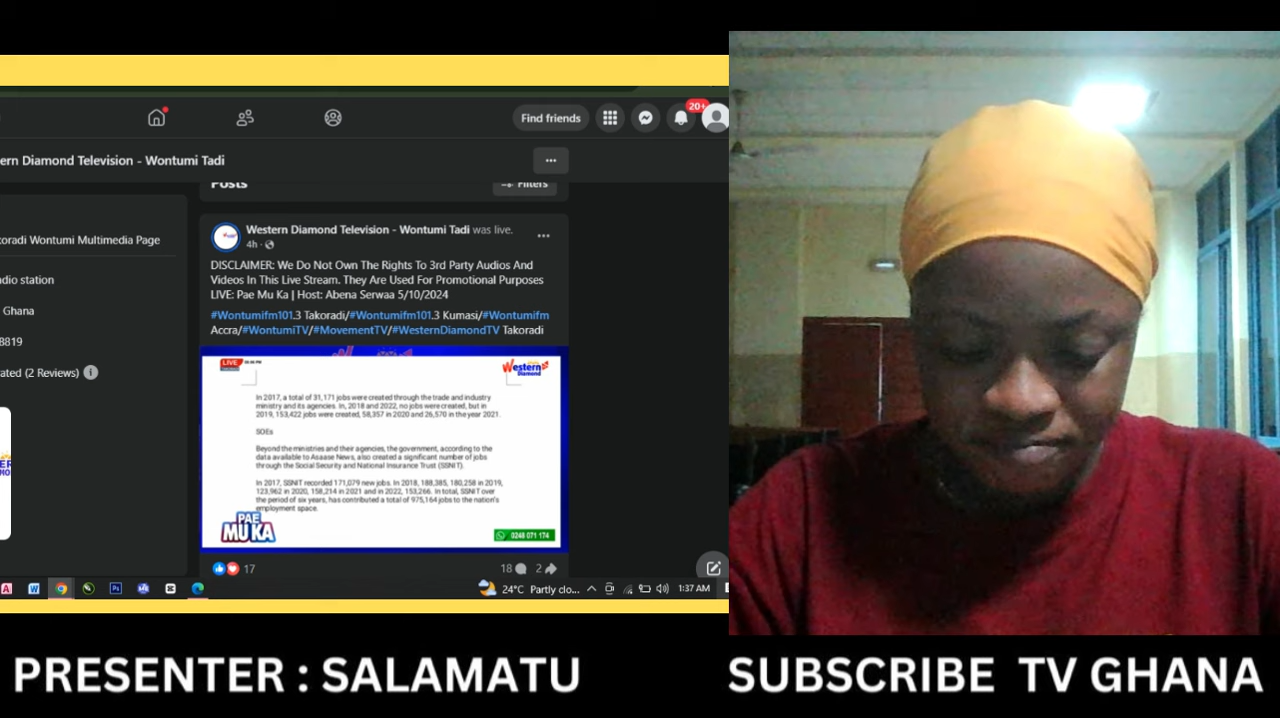 Find friends
20+
ern Diamond Television - Wontumi Tadi
...
Posts
Filters
coradi Wontumi Multimedia Page
adio station
Ghana
8819
ated (2 Reviews)
Western Diamond Television - Wontumi Tadi was live.
4h ·
DISCLAIMER: We Do Not Own The Rights To 3rd Party Audios And
Videos In This Live Stream. They Are Used For Promotional Purposes
LIVE: Pae Mu Ka | Host: Abena Serwaa 5/10/2024
#Wontumifm101.3 Takoradi/#Wontumifm101.3 Kumasi/#Wontumifm
Accra/#WontumiTV/#MovementTV/#WesternDiamondTV Takoradi
LIVE
Western
Diamond
In 2017, a total of 31,171 jobs were created through the trade and industry
ministry and its agencies. In, 2018 and 2022, no jobs were created, but in
2019, 153,422 jobs were created, 58,357 in 2020 and 26,570 in the year 2021.
SOEs
Beyond the ministries and their agencies, the government, according to the
data available to Asaase News, also created a significant number of jobs
through the Social Security and National Insurance Trust (SSNIT).
In 2017, SSNIT recorded 171,079 new jobs. In 2018, 188,385, 180,258 in 2019,
123,962 in 2020, 158,214 in 2021 and in 2022, 153,266. In total, SSNIT over
the period of six years, has contributed a total of 975,164 jobs to the nation's
employment space.
PAE
MU KA
0248 071 174
17
18
2
24°C Partly clo...
1:37 AM
PRESENTER : SALAMATU
SUBSCRIBE TV GHANA